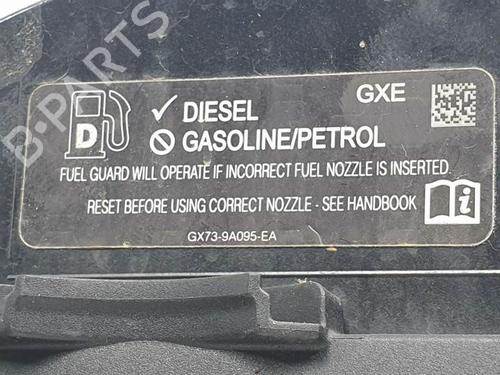 B-PARTS
GXE
D
✓ DIESEL
GASOLINE/PETROL
FUEL GUARD WILL OPERATE IF INCORRECT FUEL NOZZLE IS INSERTED.
RESET BEFORE USING CORRECT NOZZLE - SEE HANDBOOK
i
GX73-9A095-EA